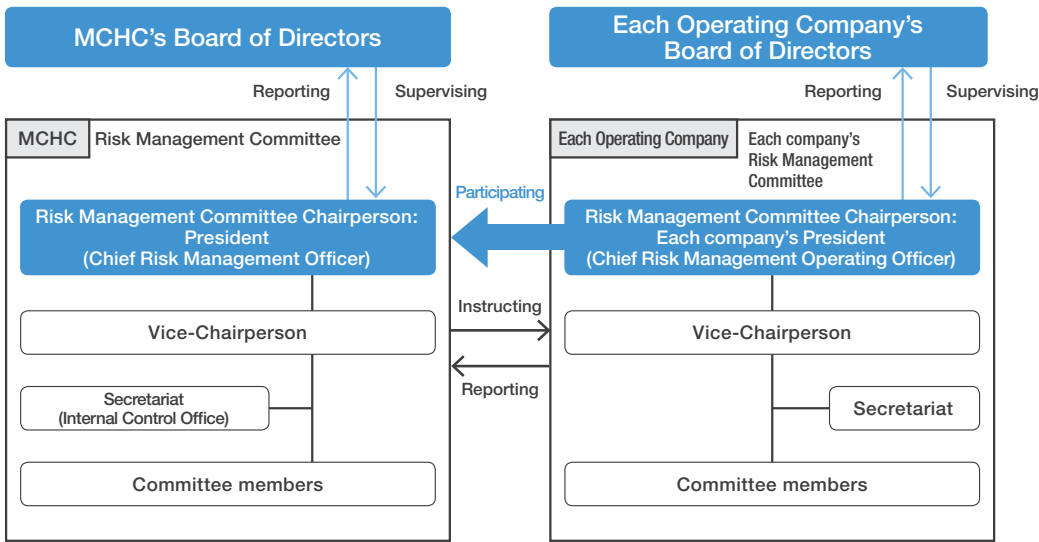 MCHC's Board of Directors
Each Operating Company's
Board of Directors
Reporting
Supervising
Reporting
Supervising
MCHC
Risk Management Committee
Each Operating Company
Each company's
Risk Management
Committee
Participating
Risk Management Committee Chairperson:
President
(Chief Risk Management Officer)
Risk Management Committee Chairperson:
Each company's President
(Chief Risk Management Operating Officer)
Instructing
Vice-Chairperson
Vice-Chairperson
Reporting
Secretariat
(Internal Control Office)
Secretariat
Committee members
Committee members